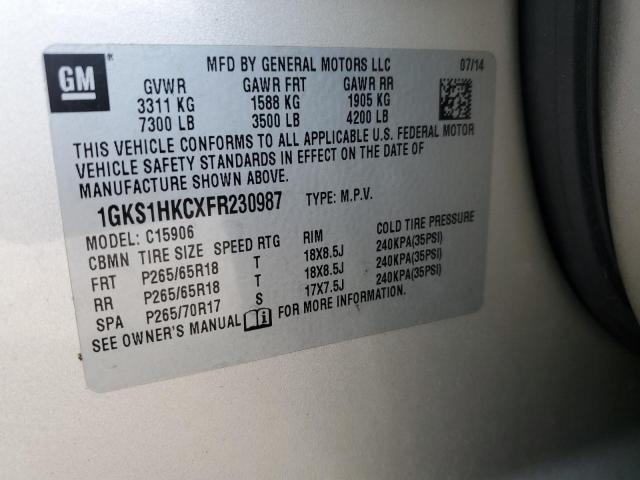 GM
MFD BY GENERAL MOTORS LLC 07/14
GVWR GAWR FRT GAWR RR
3311 KG 1588 KG 1905 KG
7300 LB 3500 LB 4200 LB
THIS VEHICLE CONFORMS TO ALL APPLICABLE U.S. FEDERAL MOTOR
VEHICLE SAFETY STANDARDS IN EFFECT ON THE DATE OF
MANUFACTURE SHOWN ABOVE.
1GKS1HKCXFR230987 TYPE: M.P.V.
MODEL: C15906
CBMN TIRE SIZE SPEED RTG RIM COLD TIRE PRESSURE
FRT P265/65R18 T 18X8.5J 240KPA(35PSI)
RR P265/65R18 T 18X8.5J 240KPA(35PSI)
SPA P265/70R17 S 17X7.5J 240KPA(35PSI)
SEE OWNER'S MANUAL FOR MORE INFORMATION.